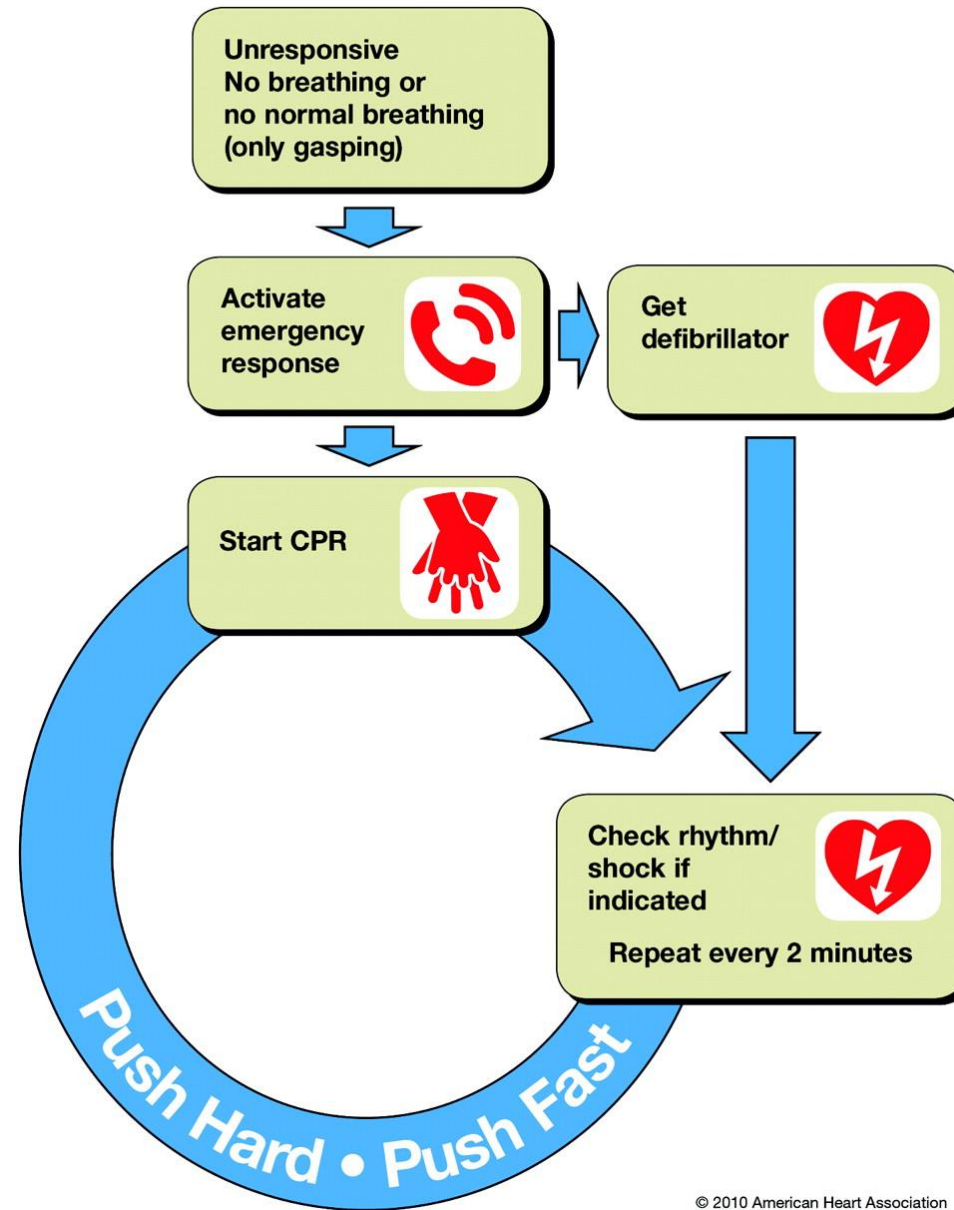 Unresponsive
No breathing or
no normal breathing
(only gasping)
Activate
emergency
response
Get
defibrillator
Start CPR
Check rhythm/
shock if
indicated
Repeat every 2 minutes
Push Hard • Push Fast
© 2010 American Heart Association